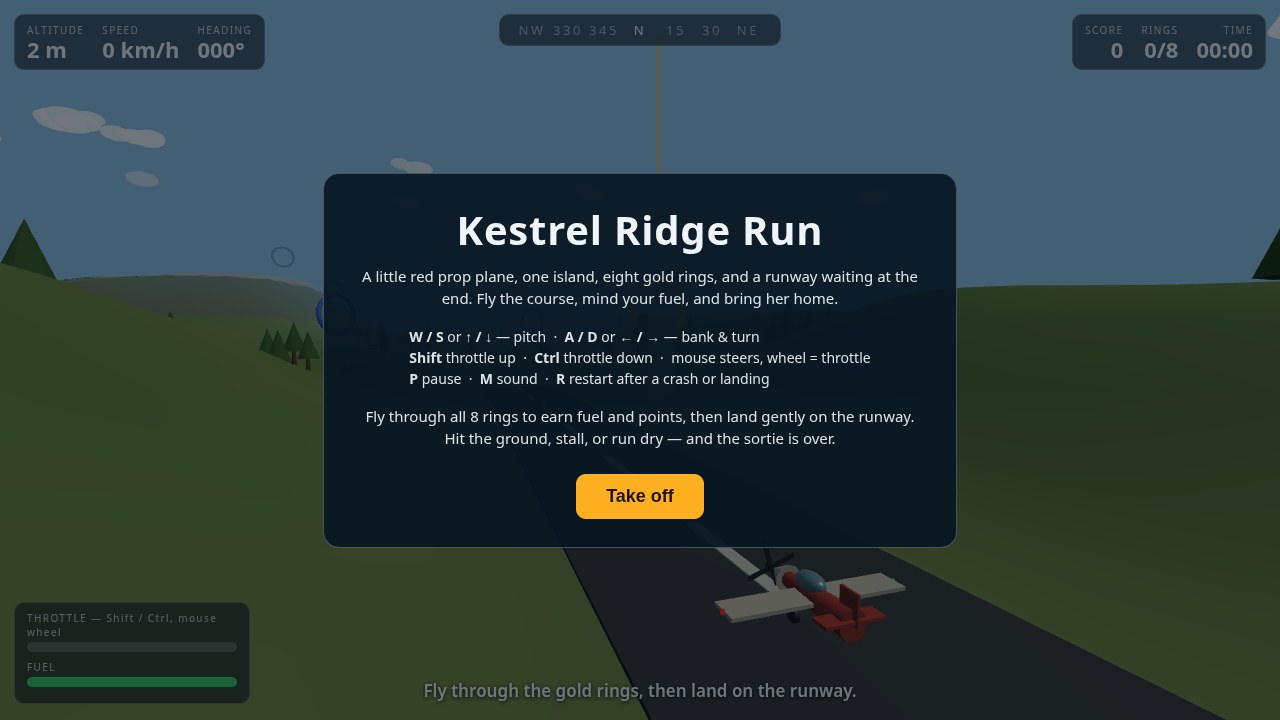 ALTITUDE SPEED HEADING
2 m 0 km/h 000°
NW 330 345 N 15 30 NE
SCORE RINGS TIME
0 0/8 00:00
Kestrel Ridge Run
A little red prop plane, one island, eight gold rings, and a runway waiting at the
end. Fly the course, mind your fuel, and bring her home.
W / S or ↑ / ↓ — pitch · A / D or ← / → — bank & turn
Shift throttle up · Ctrl throttle down · mouse steers, wheel = throttle
P pause · M sound · R restart after a crash or landing
Fly through all 8 rings to earn fuel and points, then land gently on the runway.
Hit the ground, stall, or run dry — and the sortie is over.
Take off
THROTTLE — Shift / Ctrl, mouse
wheel
FUEL
Fly through the gold rings, then land on the runway.